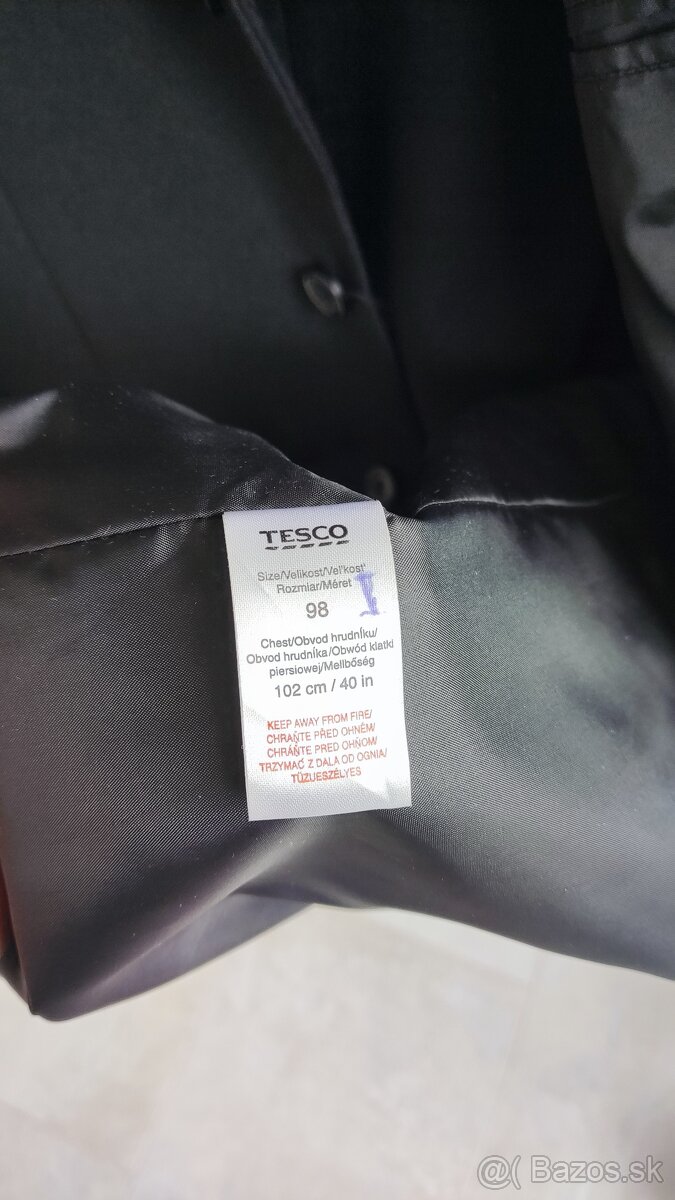 TESCO
Size/Velikost/Veľkosť
Rozmiar/Méret
98
Chest/Obvod hrudníku/
Obvod hrudníka/Obwód klatki
piersiowej/Mellbőség
102 cm / 40 in
KEEP AWAY FROM FIRE/
CHRAŇTE PŘED OHNĚM/
CHRÁŇTE PRED OHŇOM/
TRZYMAĆ Z DALA OD OGNIA/
TŰZUESZÉLYES
@( Bazos.sk